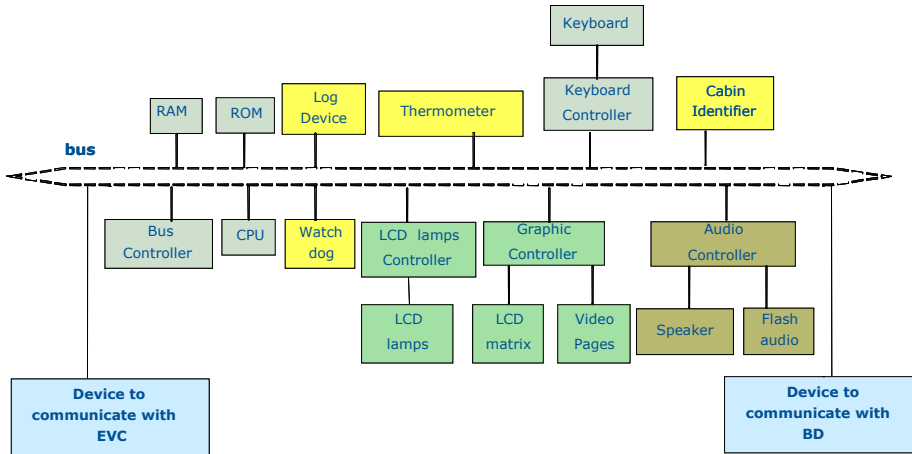 Keyboard
RAM
ROM
Log
Device
Thermometer
Keyboard
Controller
Cabin
Identifier
bus
Bus
Controller
CPU
Watch
dog
LCD lamps
Controller
Graphic
Controller
Audio
Controller
LCD
lamps
LCD
matrix
Video
Pages
Speaker
Flash
audio
Device to
communicate with
EVC
Device to
communicate with
BD